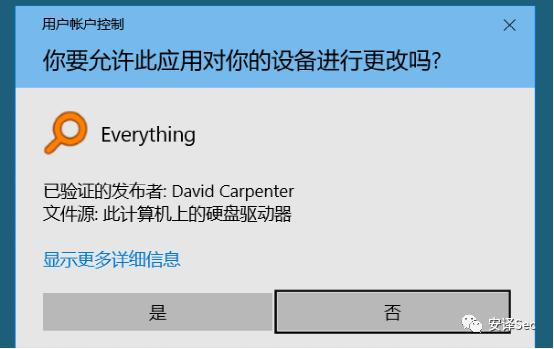 用户帐户控制
你要允许此应用对你的设备进行更改吗?
Everything
已验证的发布者: David Carpenter
文件源: 此计算机上的硬盘驱动器
显示更多详细信息
是
否
安译Sec